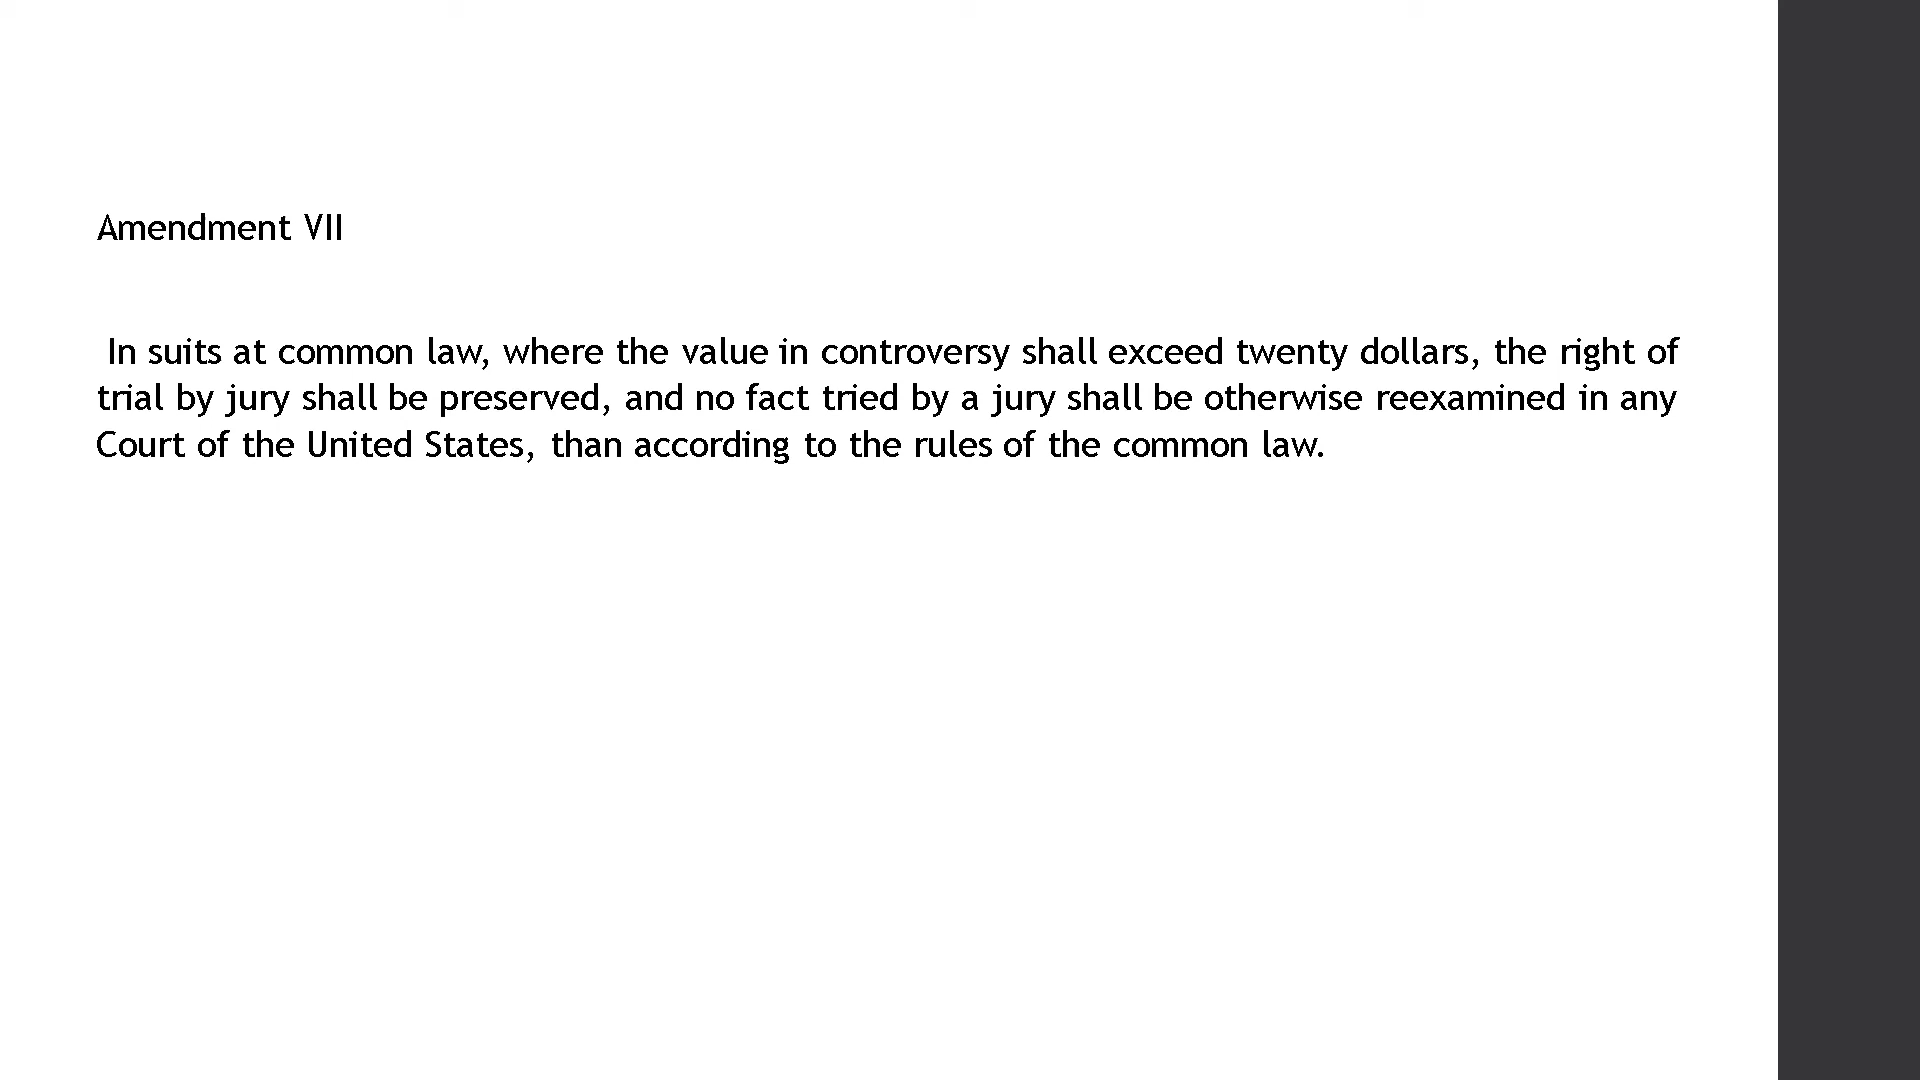 Amendment VII
In suits at common law, where the value in controversy shall exceed twenty dollars, the right of
trial by jury shall be preserved, and no fact tried by a jury shall be otherwise reexamined in any
Court of the United States, than according to the rules of the common law.